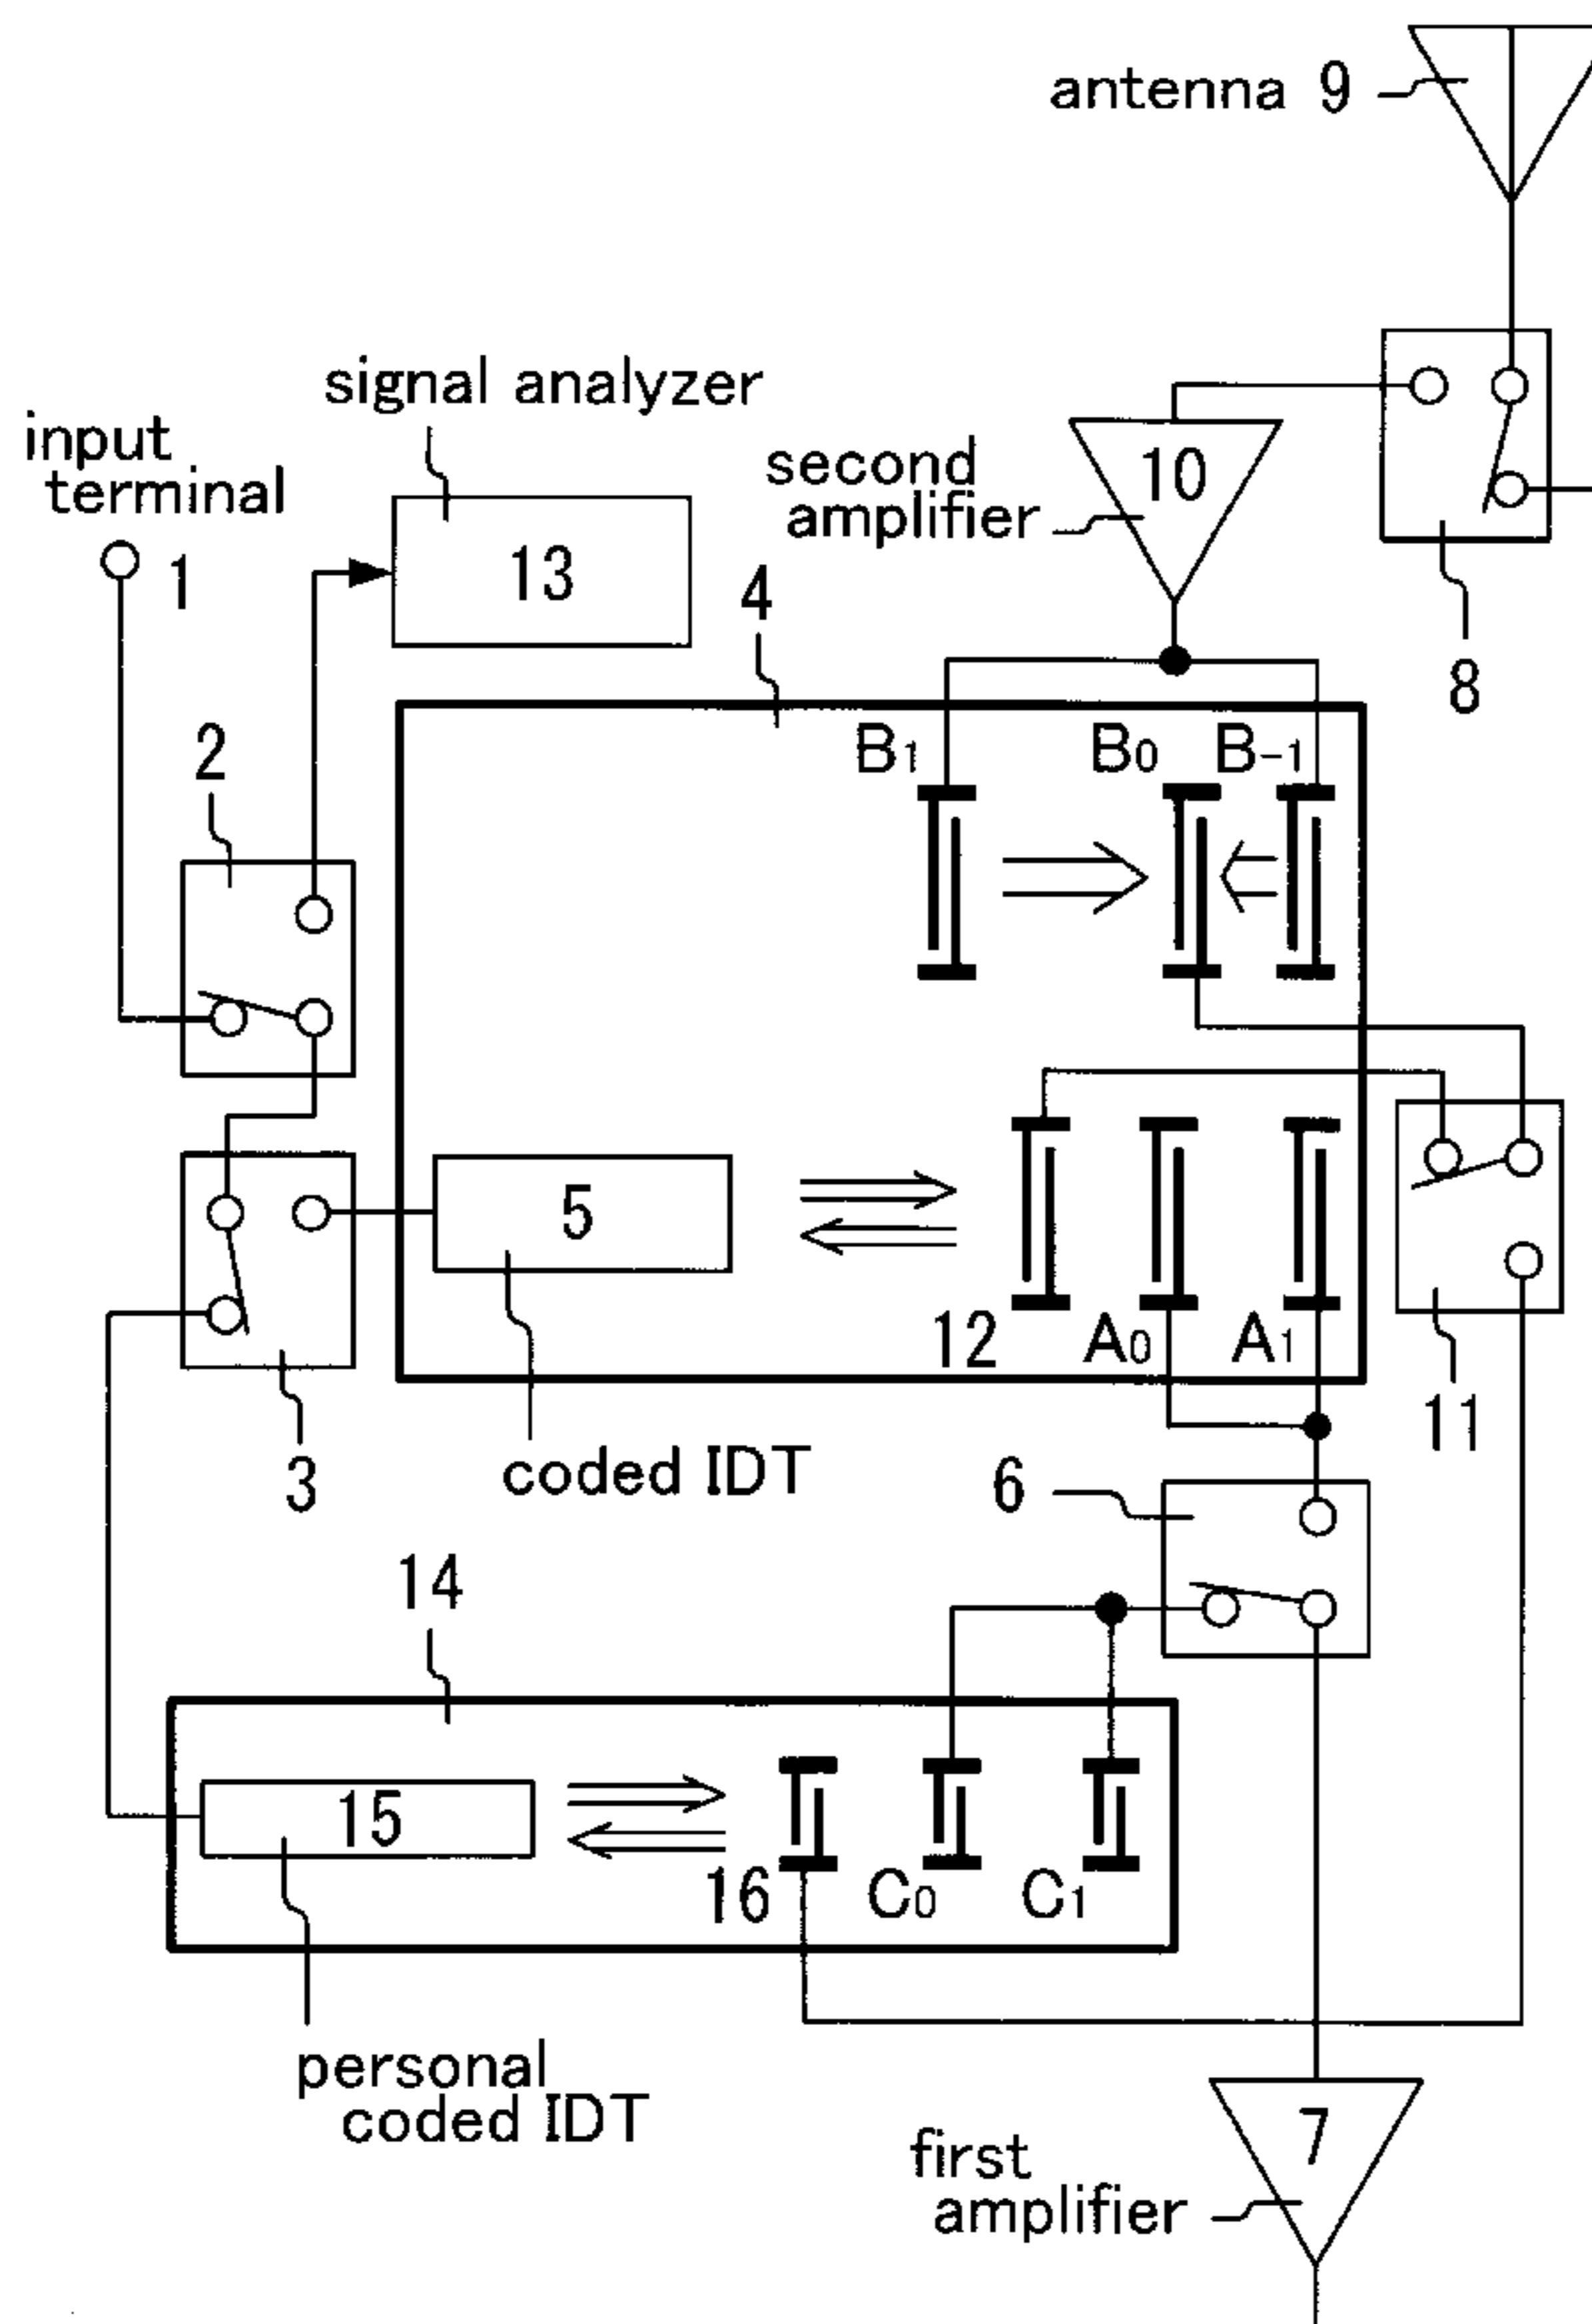 antenna 9
signal analyzer
input
terminal
1
13
second
amplifier
10
8
4
2
B1
B0
B-1
5
12
A0
A1
11
3
coded IDT
6
14
15
16
C0
C1
personal
coded IDT
7
first
amplifier